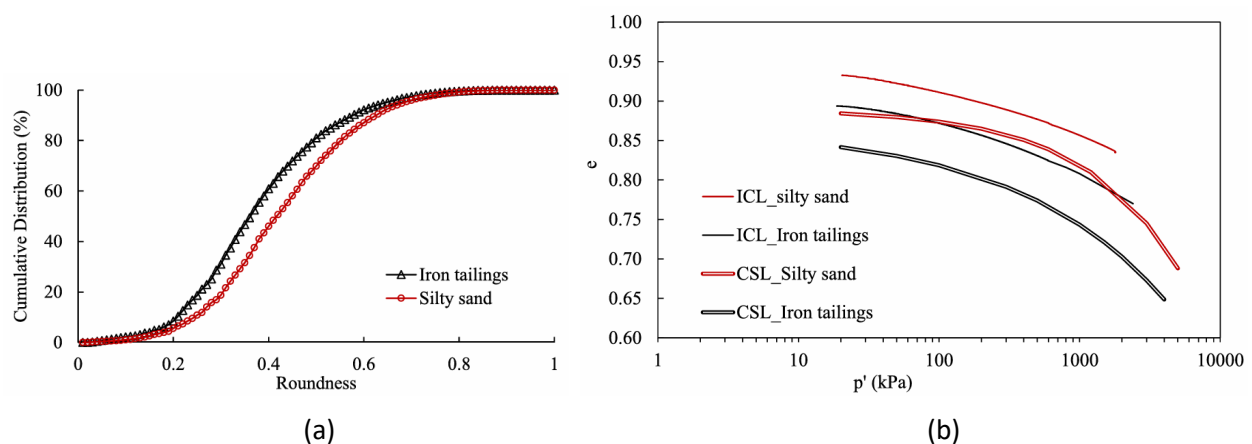 100
80
60
40
20
0
Cumulative Distribution (%)
0
0.2
0.4
0.6
0.8
1
Roundness
Iron tailings
Silty sand
(a)
1.00
0.95
0.90
0.85
0.80
0.75
0.70
0.65
0.60
e
1
10
100
1000
10000
p' (kPa)
ICL_silty sand
ICL_Iron tailings
CSL_Silty sand
CSL_Iron tailings
(b)